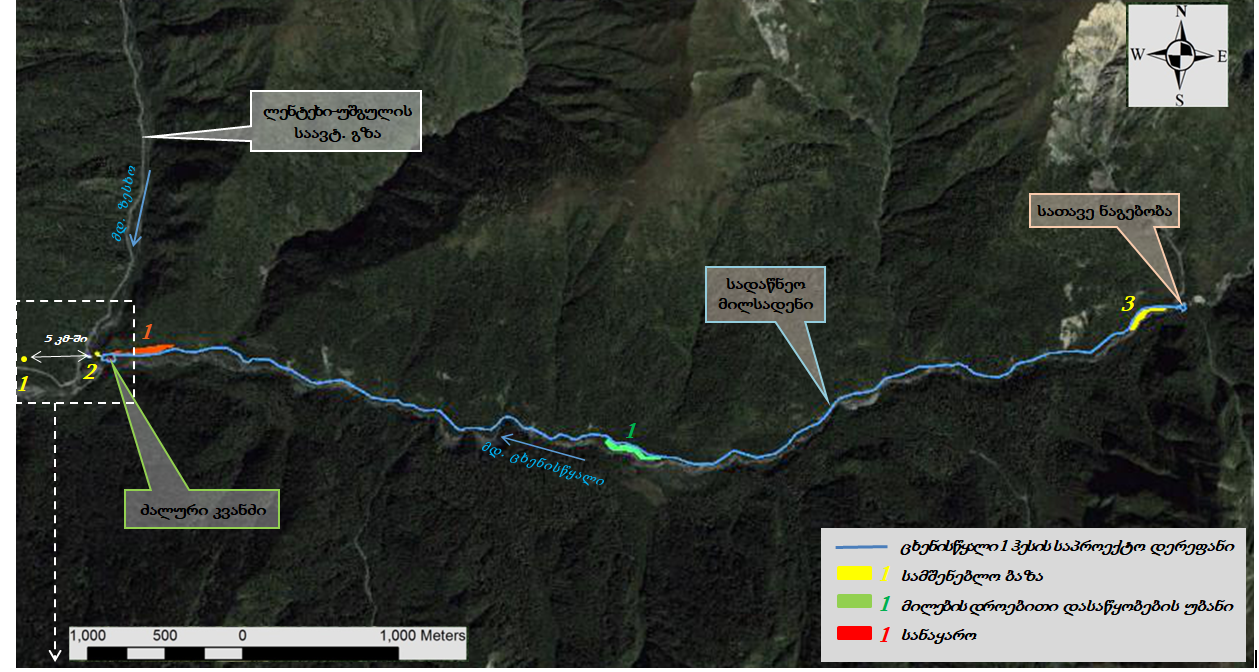 N
W E
S
ლენტეხი-უშგულის
საავტ. გზა
მდ. ზესხო
სათავე ნაგებობა
სადაწნეო
მილსადენი
3
5 კმ-ში
1
1
2
1
მდ. ცხენისწყალი
ძალური კვანძი
ცხენისწყალი 1 ჰესის საპროექტო დერეფანი
1 სამშენებლო ბაზა
1 მილების დროებითი დასაწყობების უბანი
1 სანაყარო
1,000 500 0 1,000 Meters